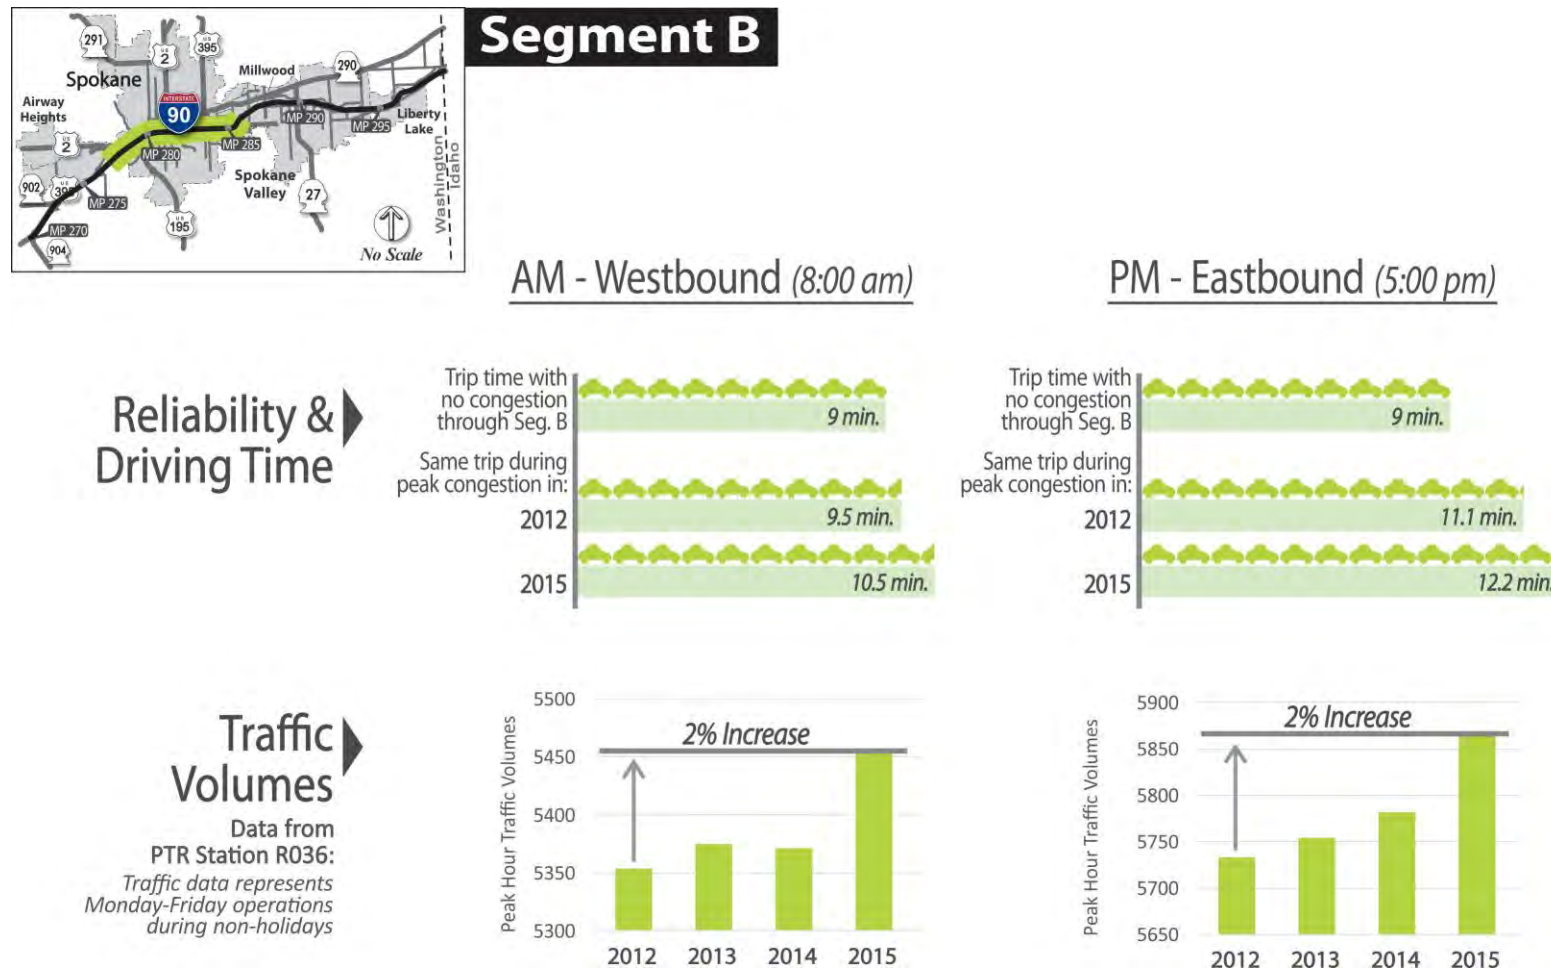 Segment B
291
US 2
US 395
Spokane
Millwood
290
Airway
Heights
INTERSTATE
90
MP 290
MP 295
Liberty
Lake
US 2
MP 280
MP 285
902
US 395
MP 275
Spokane
Valley
27
Washington
Idaho
MP 270
US 195
904
No Scale
AM - Westbound (8:00 am)
PM - Eastbound (5:00 pm)
Reliability &
Driving Time
Trip time with
no congestion
through Seg. B
9 min.
Same trip during
peak congestion in:
2012
9.5 min.
2015
10.5 min.
Trip time with
no congestion
through Seg. B
9 min.
Same trip during
peak congestion in:
2012
11.1 min.
2015
12.2 min.
Traffic
Volumes
Data from
PTR Station R036:
Traffic data represents
Monday-Friday operations
during non-holidays
Peak Hour Traffic Volumes
5500
5450
5400
5350
5300
2% Increase
2012 2013 2014 2015
Peak Hour Traffic Volumes
5900
5850
5800
5750
5700
5650
2% Increase
2012 2013 2014 2015